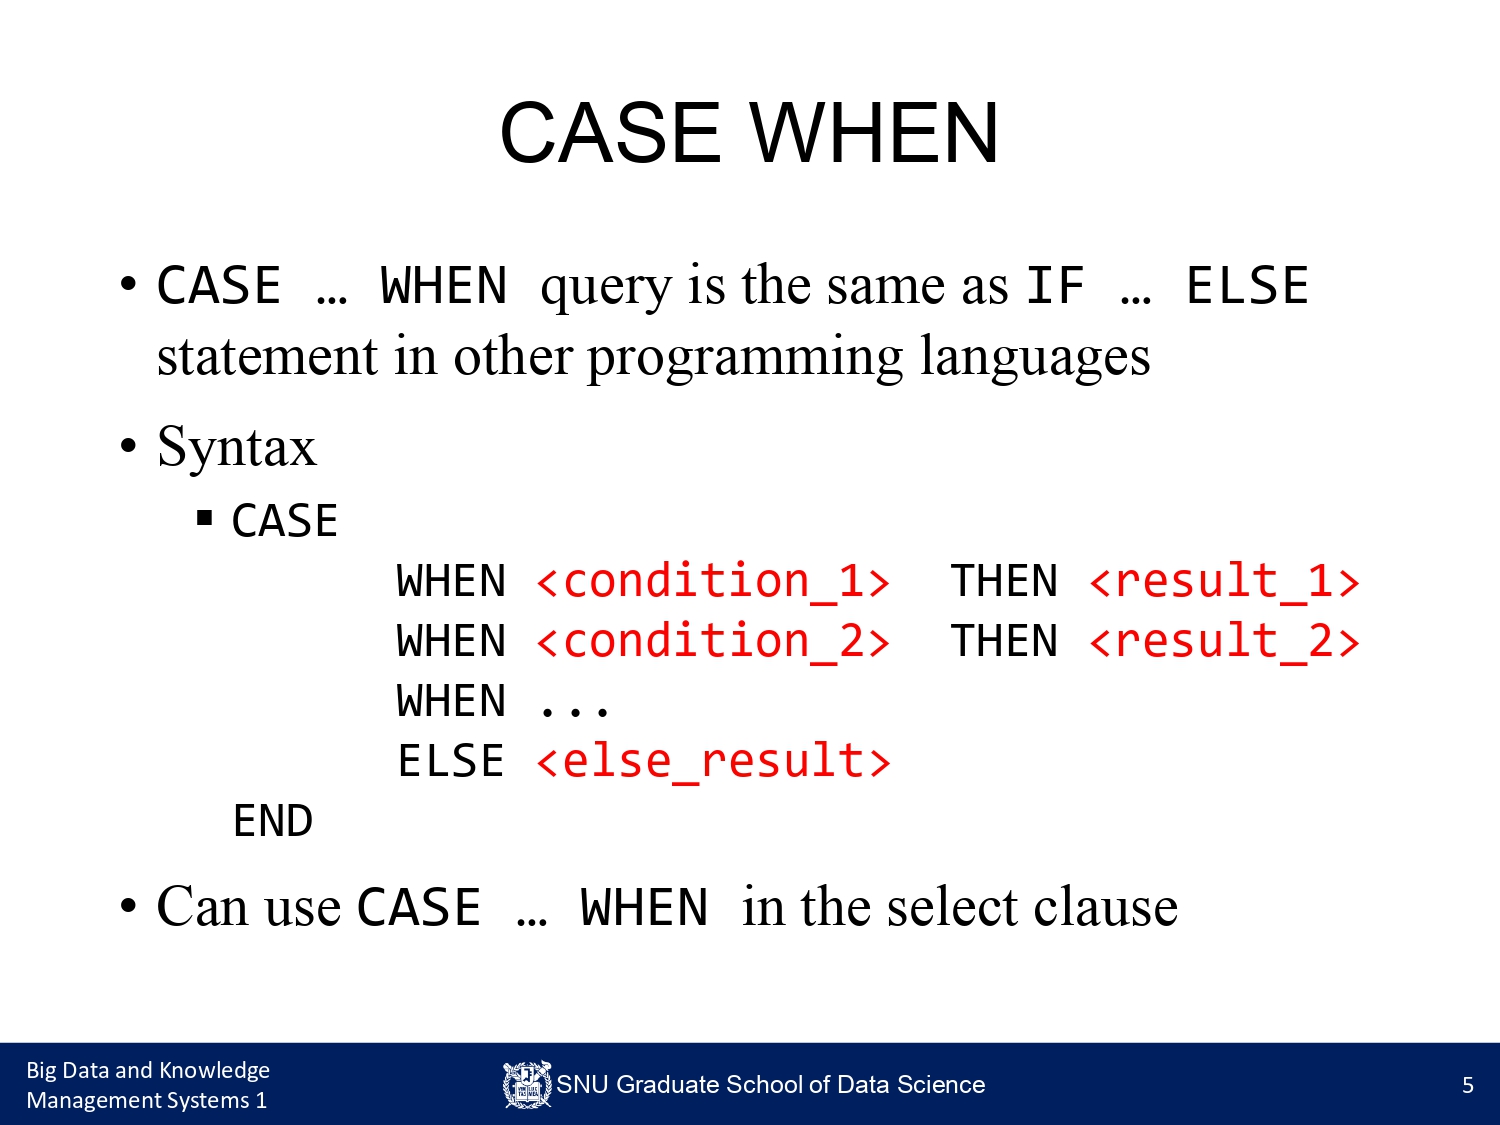 CASE WHEN
• CASE … WHEN query is the same as IF … ELSE
statement in other programming languages
• Syntax
▪ CASE
WHEN <condition_1> THEN <result_1>
WHEN <condition_2> THEN <result_2>
WHEN ...
ELSE <else_result>
END
• Can use CASE … WHEN in the select clause
Big Data and Knowledge
Management Systems 1
SNU Graduate School of Data Science
5